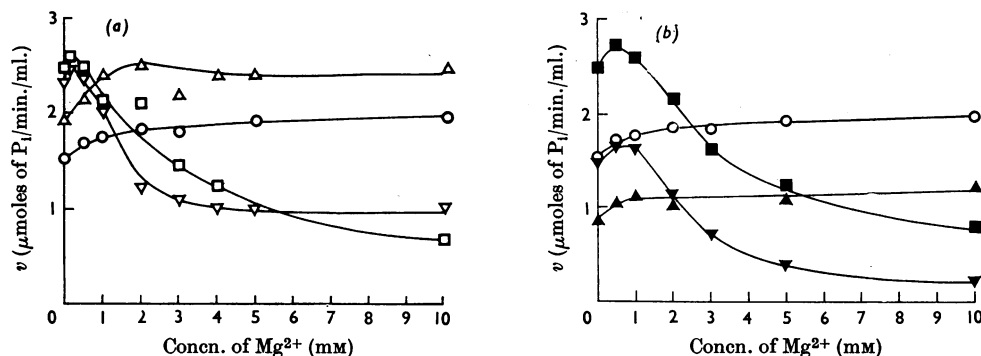 (a)
3
2
1
0
v (μmoles of Pi/min./ml.)
0 1 2 3 4 5 6 7 8 9 10
Concn. of Mg2+ (mM)
(b)
3
2
1
0
v (μmoles of Pi/min./ml.)
0 1 2 3 4 5 6 7 8 9 10
Concn. of Mg2+ (mM)